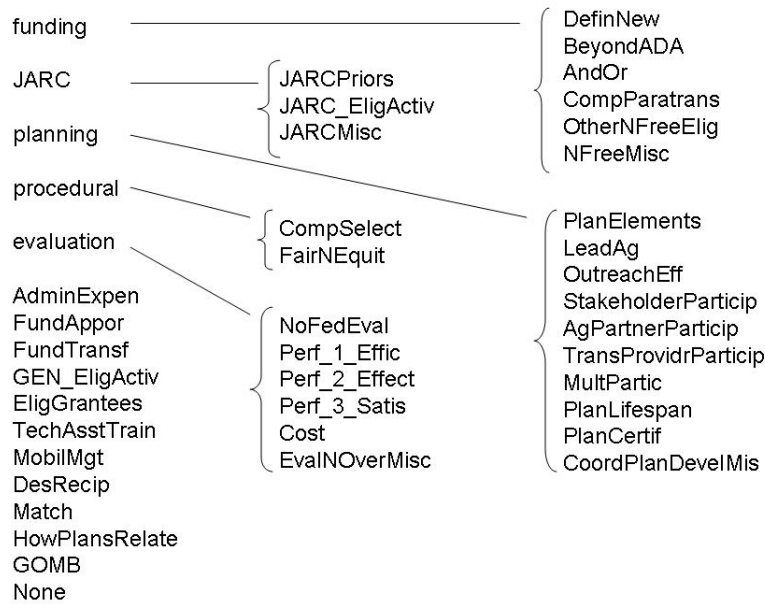 funding
JARC
planning
procedural
evaluation
AdminExpen
FundAppor
FundTransf
GEN_EligActiv
EligGrantees
TechAsstTrain
MobilMgt
DesRecip
Match
HowPlansRelate
GOMB
None
JARCPriors
JARC_EligActiv
JARCMisc
CompSelect
FairNEquit
NoFedEval
Perf_1_Effic
Perf_2_Effect
Perf_3_Satis
Cost
EvalNOverMisc
DefinNew
BeyondADA
AndOr
CompParatrans
OtherNFreeElig
NFreeMisc
PlanElements
LeadAg
OutreachEff
StakeholderParticip
AgPartnerParticip
TransProvidrParticip
MultPartic
PlanLifespan
PlanCertif
CoordPlanDevelMis